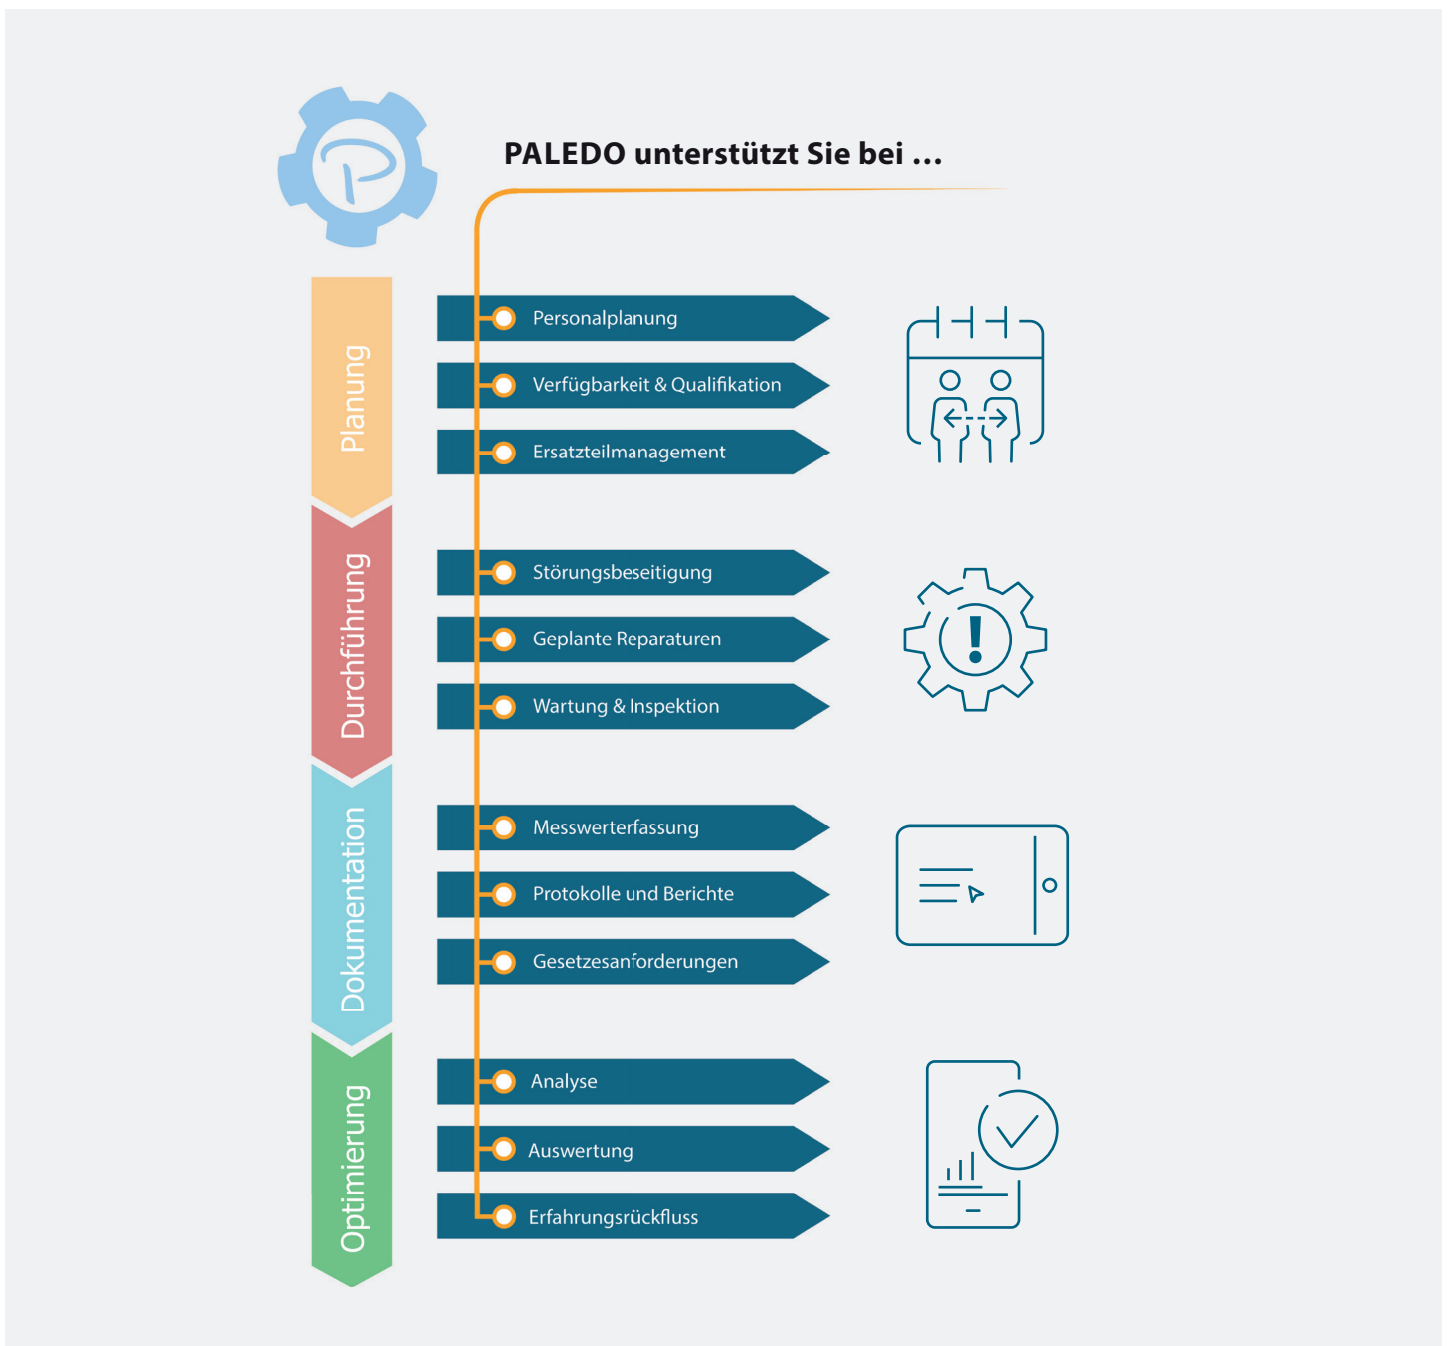 P
PALEDO unterstützt Sie bei ...
Planung
Personalplanung
Verfügbarkeit & Qualifikation
Ersatzteilmanagement
Durchführung
Störungsbeseitigung
Geplante Reparaturen
Wartung & Inspektion
Dokumentation
Messwerterfassung
Protokolle und Berichte
Gesetzesanforderungen
Optimierung
Analyse
Auswertung
Erfahrungsrückfluss